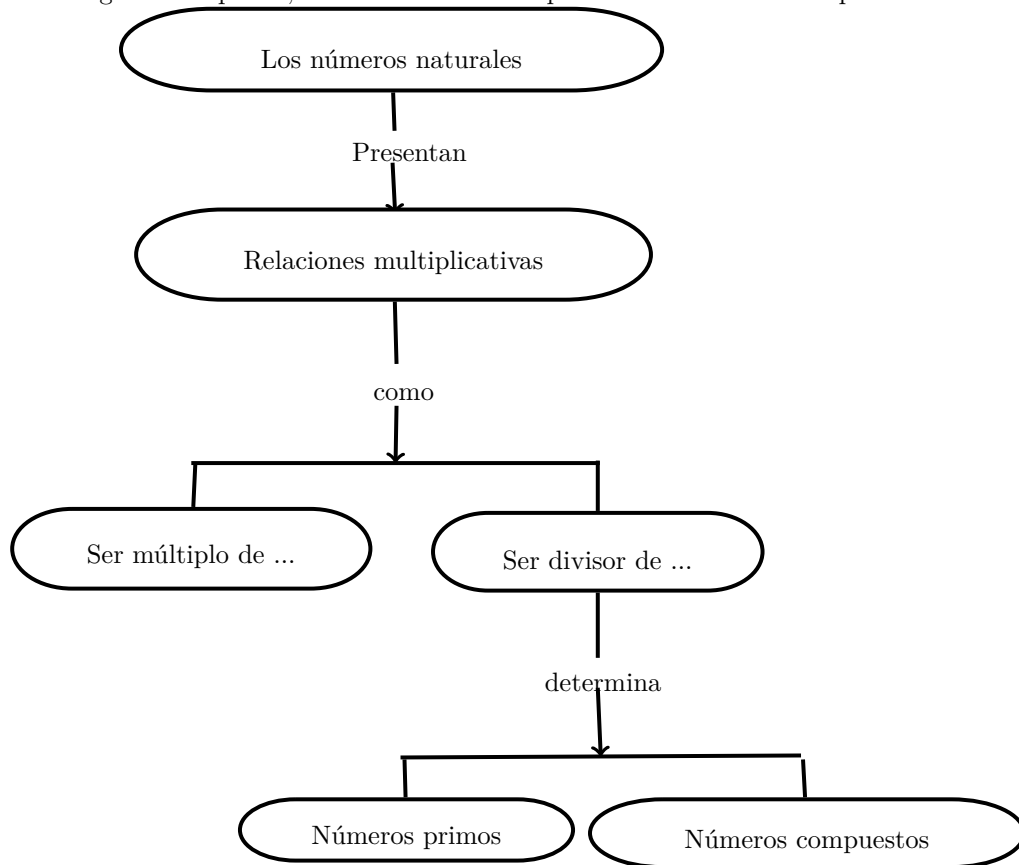 Los números naturales
Presentan
Relaciones multiplicativas
como
Ser múltiplo de ...
Ser divisor de ...
determina
Números primos
Números compuestos